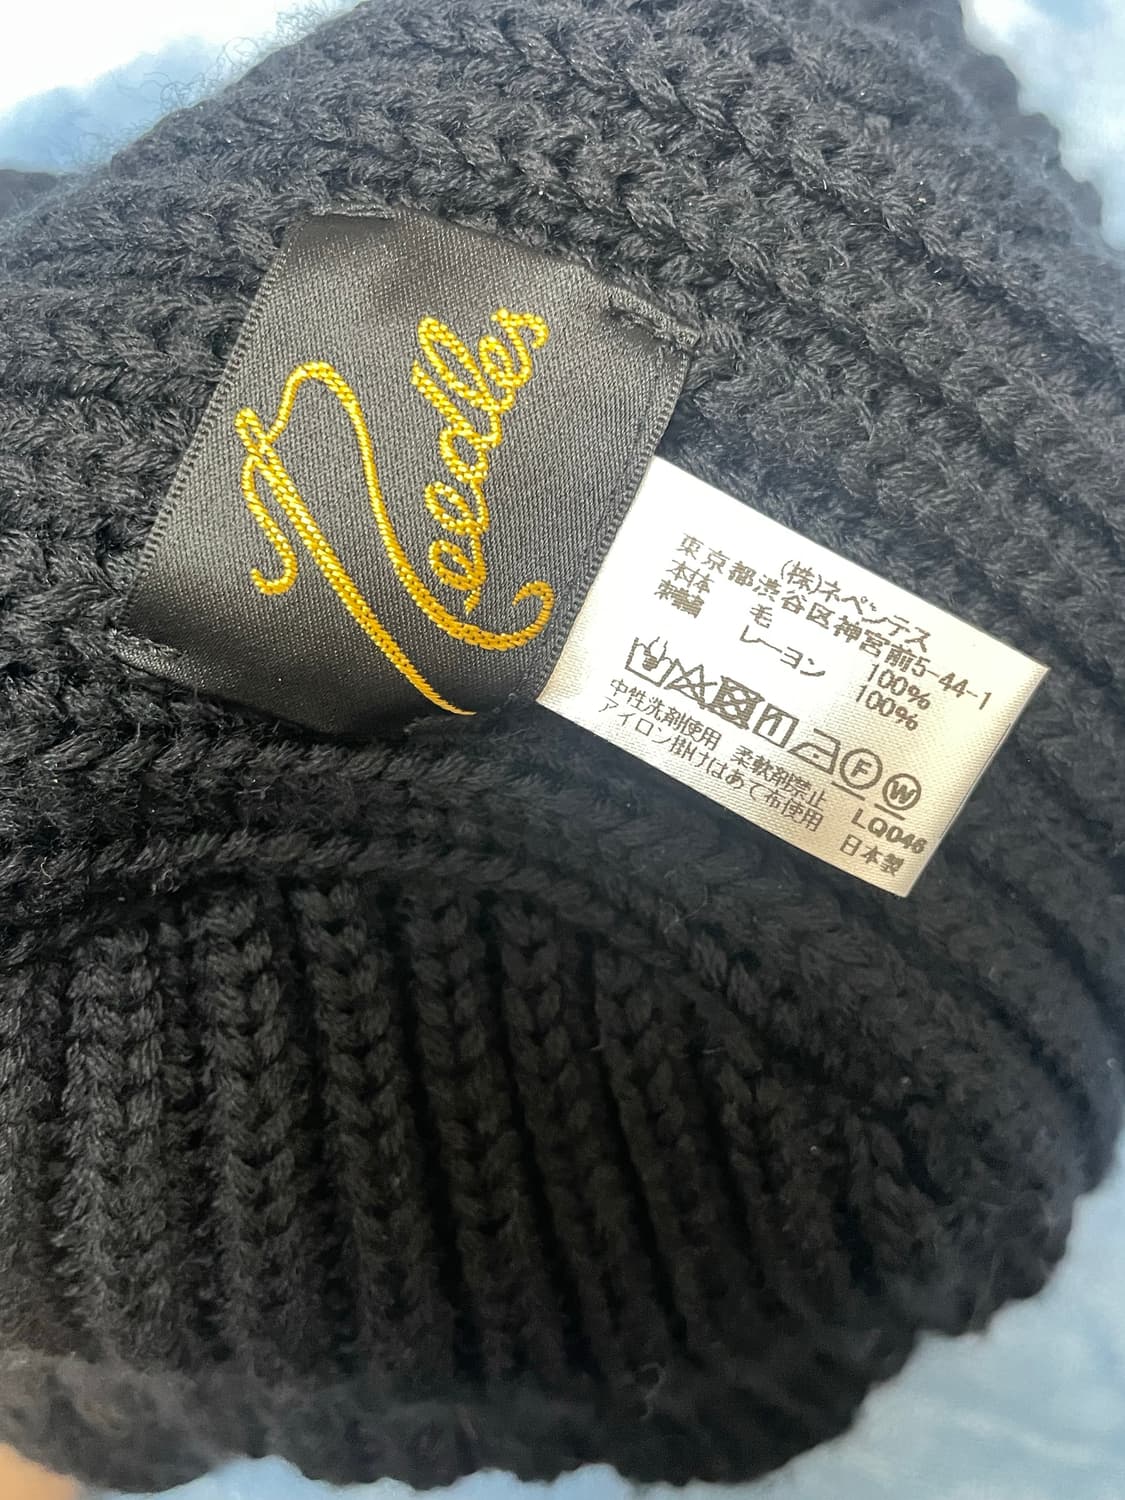 Needles
(株)ネペンテス
東京都渋谷区神宮前5-44-1
本体 毛 100%
刺繍 レーヨン 100%
F W
中性洗剤使用 柔軟剤禁止
アイロン掛けはあて布使用
LQ046
日本製